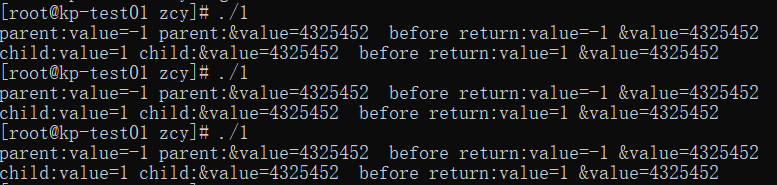 [root@kp-test01 zcy]# ./1
parent:value=-1 parent:&value=4325452  before return:value=-1 &value=4325452
child:value=1 child:&value=4325452  before return:value=1 &value=4325452
[root@kp-test01 zcy]# ./1
parent:value=-1 parent:&value=4325452  before return:value=-1 &value=4325452
child:value=1 child:&value=4325452  before return:value=1 &value=4325452
[root@kp-test01 zcy]# ./1
parent:value=-1 parent:&value=4325452  before return:value=-1 &value=4325452
child:value=1 child:&value=4325452  before return:value=1 &value=4325452